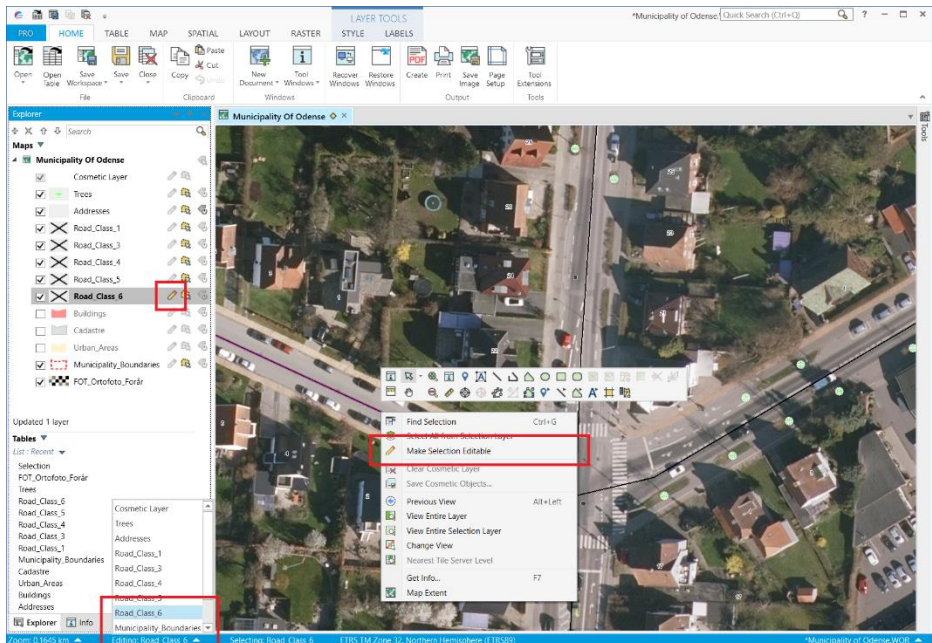 LAYER TOOLS
*Municipality of Odense.
Quick Search (Ctrl+Q)
PRO HOME TABLE MAP SPATIAL LAYOUT RASTER STYLE LABELS
Open
Open Table
Save Workspace
Save
Close
Copy
Paste
Cut
Undo
New Document
Tool Windows
Recover Windows
Restore Windows
Create
Print
Save Image
Page Setup
Tool Extensions
File Clipboard Windows Output Tools
Explorer
Municipality Of Odense
Tools
Search
Maps
Municipality Of Odense
Cosmetic Layer
Trees
Addresses
Road_Class_1
Road_Class_3
Road_Class_4
Road_Class_5
Road_Class_6
Buildings
Cadastre
Urban_Areas
Municipality_Boundaries
FOT_Ortofoto_Forår
Updated 1 layer
Tables
List : Recent
Selection
FOT_Ortofoto_Forår
Trees
Road_Class_6
Road_Class_5
Road_Class_4
Road_Class_3
Road_Class_1
Municipality_Boundaries
Cadastre
Urban_Areas
Buildings
Addresses
Cosmetic Layer
Trees
Addresses
Road_Class_1
Road_Class_3
Road_Class_4
Road_Class_5
Road_Class_6
Municipality_Boundaries
Find Selection Ctrl+G
Select All from Selection Layer
Make Selection Editable
Clear Cosmetic Layer
Save Cosmetic Objects...
Previous View Alt+Left
View Entire Layer
View Entire Selection Layer
Change View
Nearest Tile Server Level
Get Info... F7
Map Extent
Explorer Info
Zoom: 0.1645 km Editing: Road_Class_6 Selecting: Road_Class_6 ETRS TM Zone 32, Northern Hemisphere (ETRS89) *Municipality of Odense.WOR